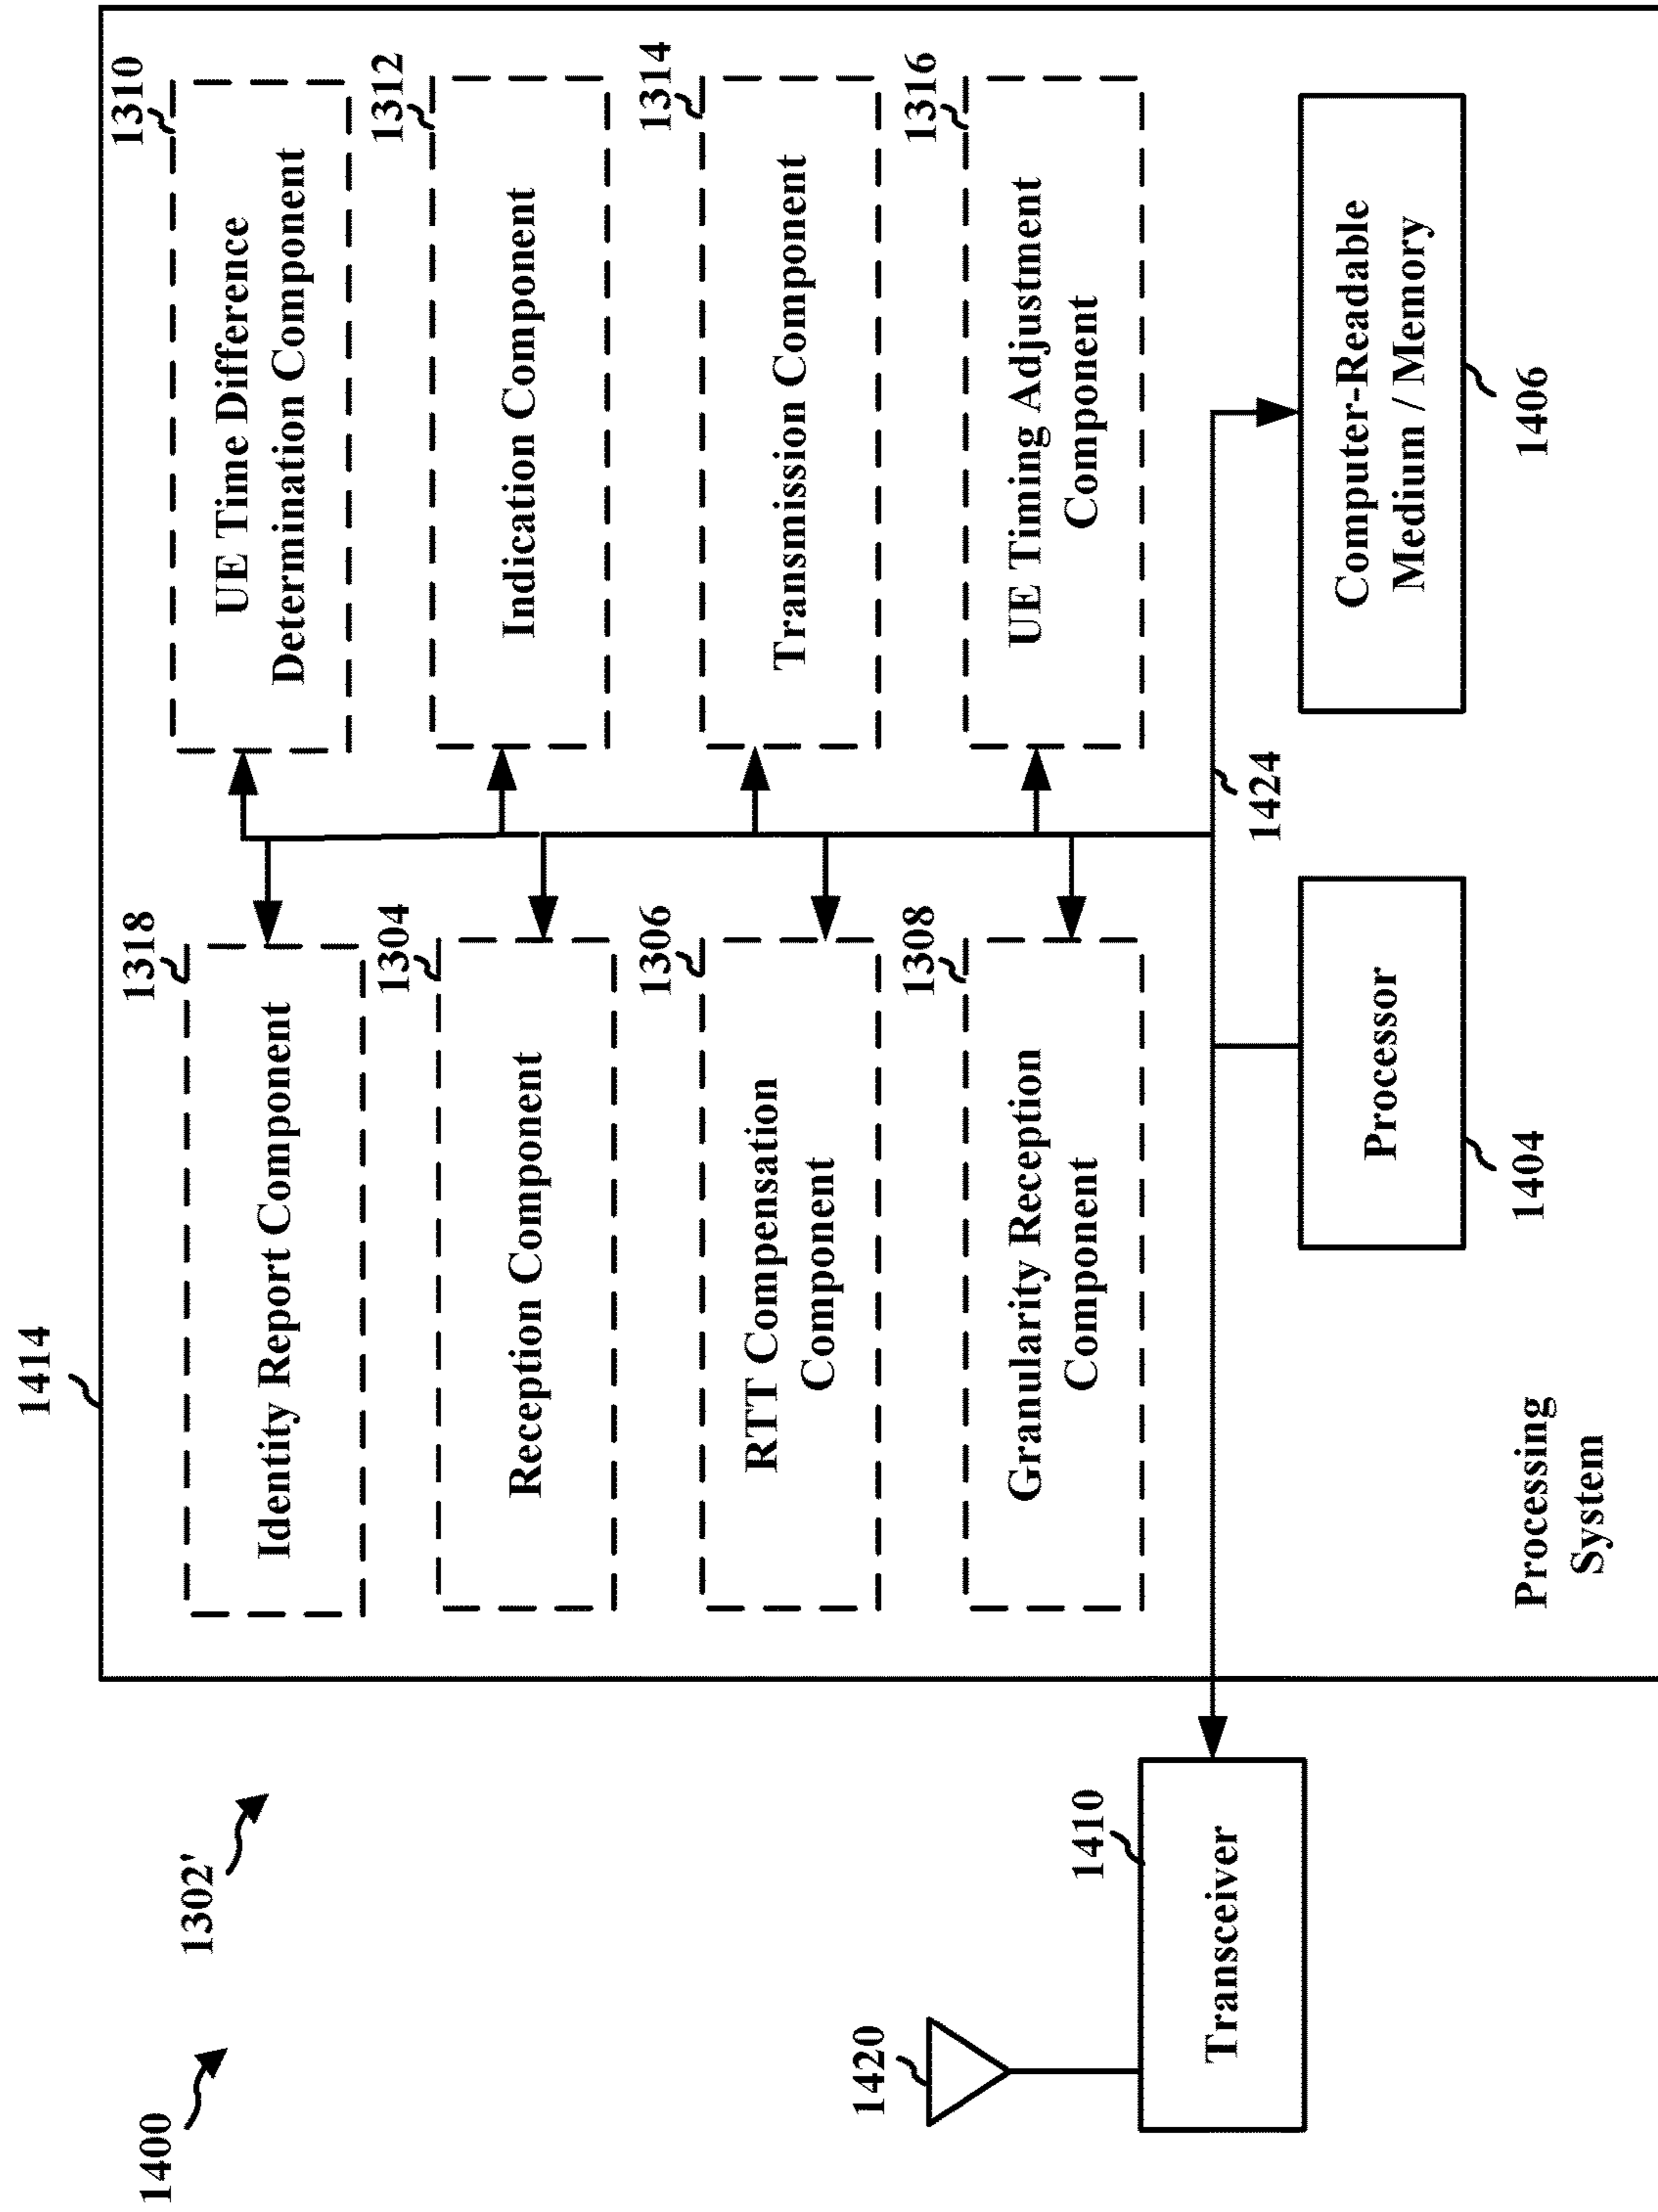 1400
1302'
1414
1318
Identity Report Component
1310
UE Time Difference
Determination Component
1304
Reception Component
1312
Indication Component
1306
RTT Compensation
Component
1314
Transmission Component
1308
Granularity Reception
Component
1316
UE Timing Adjustment
Component
1420
1410
Transceiver
1424
Processor
1404
Computer-Readable
Medium / Memory
1406
Processing
System